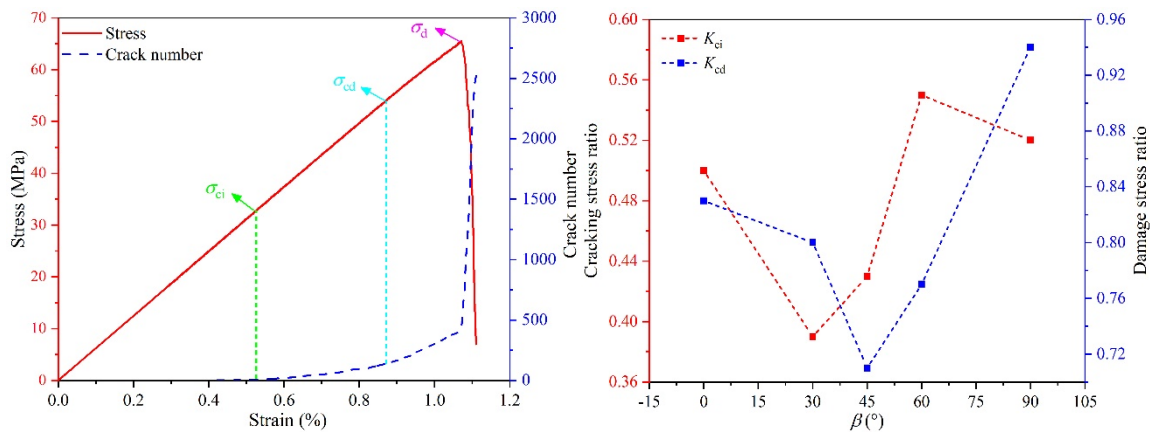 70
60
50
40
30
20
10
0
Stress (MPa)
Stress
Crack number
σci
σcd
σd
3000
2500
2000
1500
1000
500
0
Crack number
0.0 0.2 0.4 0.6 0.8 1.0 1.2
Strain (%)
Cracking stress ratio
0.60
0.56
0.52
0.48
0.44
0.40
0.36
Kci
Kcd
0.96
0.92
0.88
0.84
0.80
0.76
0.72
Damage stress ratio
-15 0 15 30 45 60 75 90 105
β (°)